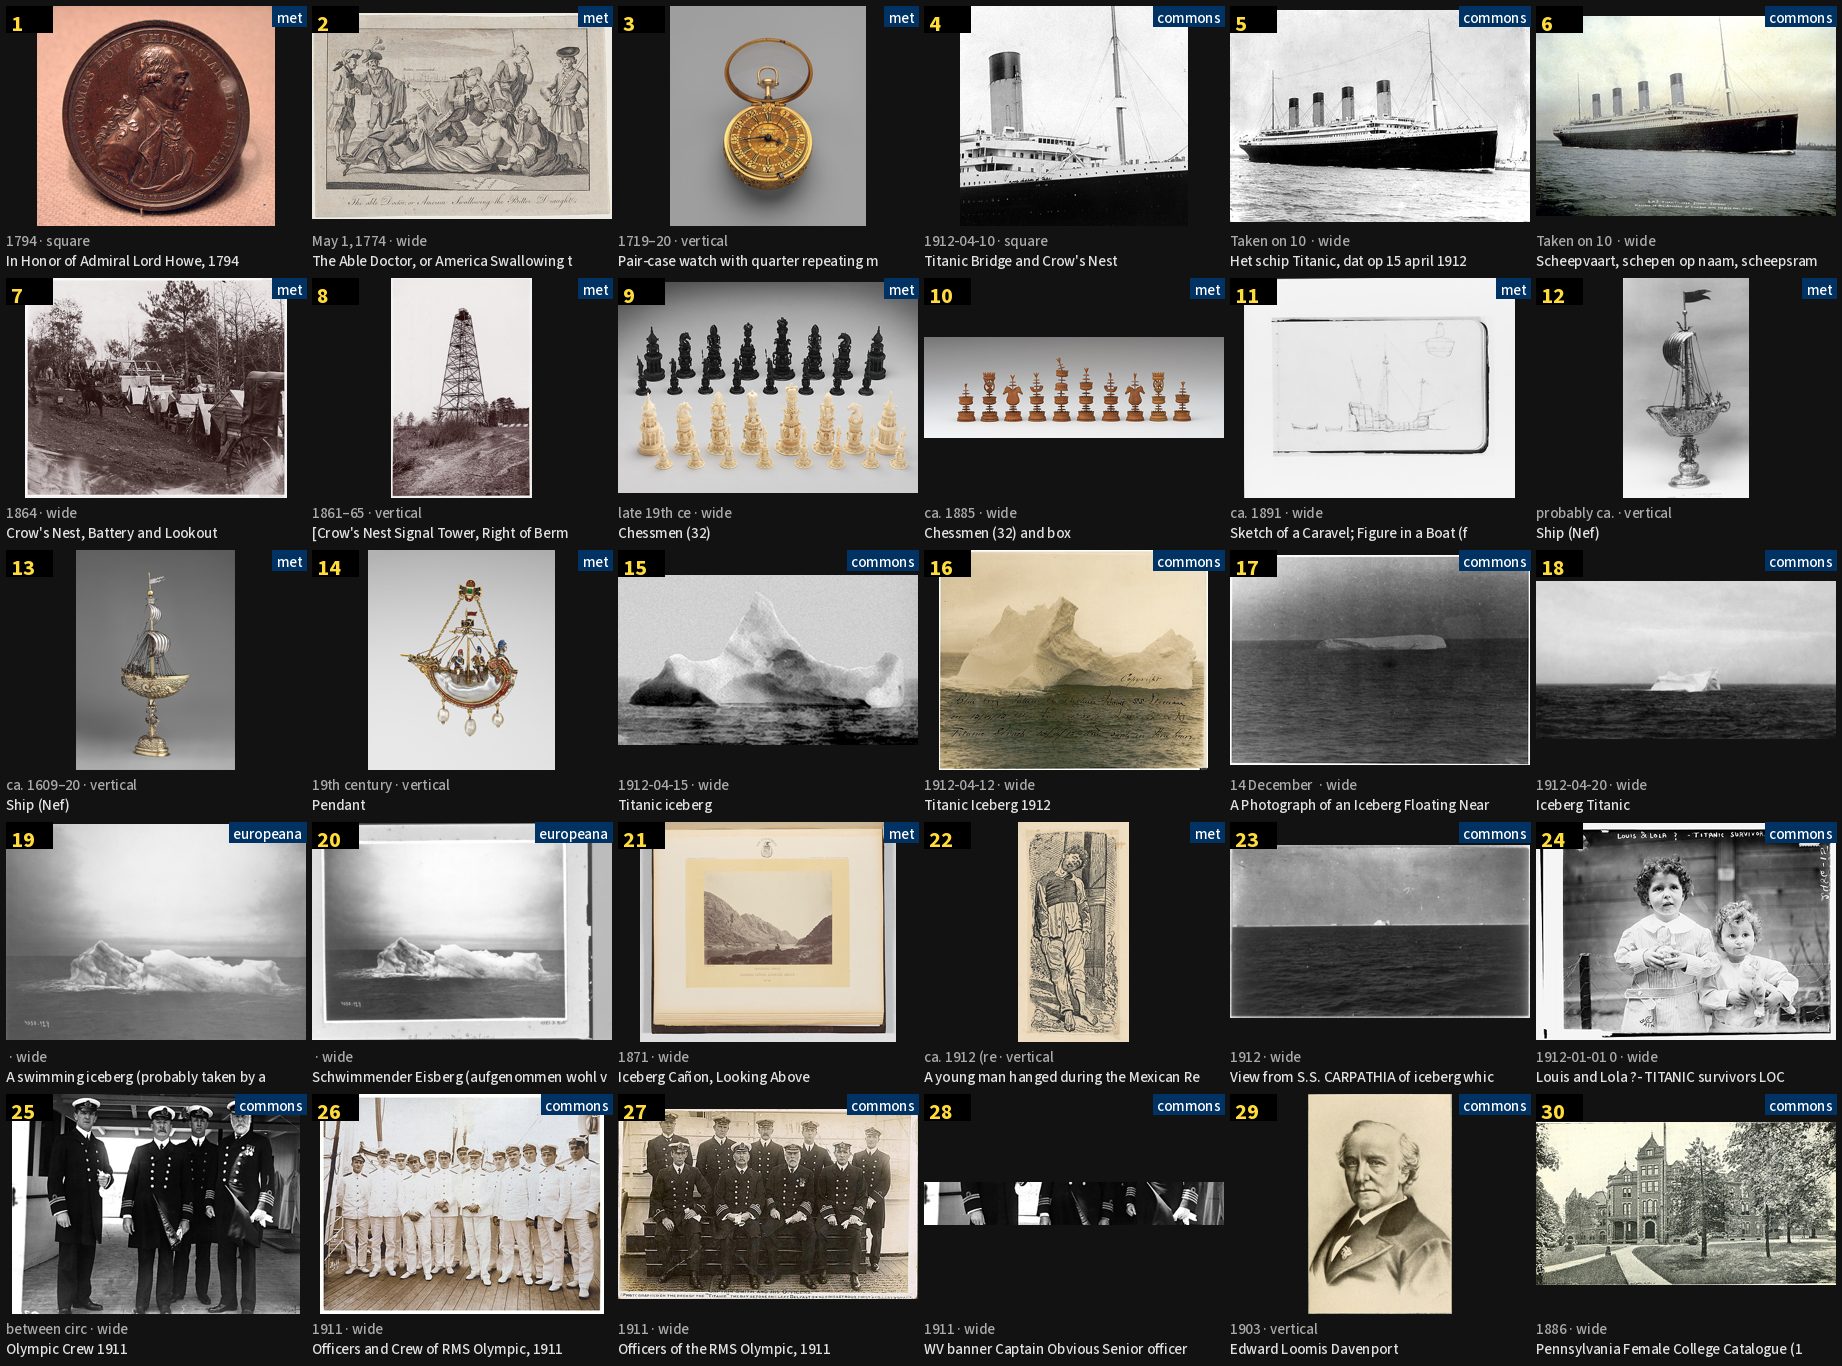 1
met
1794 · square
In Honor of Admiral Lord Howe, 1794
2
met
The able Doctor, or America Swallowing the Bitter Draught.
May 1, 1774 · wide
The Able Doctor, or America Swallowing t
3
met
1719–20 · vertical
Pair-case watch with quarter repeating m
4
commons
1912-04-10 · square
Titanic Bridge and Crow's Nest
5
commons
Taken on 10 · wide
Het schip Titanic, dat op 15 april 1912
6
commons
Taken on 10 · wide
Scheepvaart, schepen op naam, scheepsram
7
met
1864 · wide
Crow's Nest, Battery and Lookout
8
met
1861–65 · vertical
[Crow's Nest Signal Tower, Right of Berm
9
met
late 19th ce · wide
Chessmen (32)
10
met
ca. 1885 · wide
Chessmen (32) and box
11
met
ca. 1891 · wide
Sketch of a Caravel; Figure in a Boat (f
12
met
probably ca. · vertical
Ship (Nef)
13
met
ca. 1609–20 · vertical
Ship (Nef)
14
met
19th century · vertical
Pendant
15
commons
1912-04-15 · wide
Titanic iceberg
16
commons
Copyright
1912-04-12 · wide
Titanic Iceberg 1912
17
commons
14 December · wide
A Photograph of an Iceberg Floating Near
18
commons
1912-04-20 · wide
Iceberg Titanic
19
europeana
· wide
A swimming iceberg (probably taken by a
20
europeana
· wide
Schwimmender Eisberg (aufgenommen wohl v
21
met
1871 · wide
Iceberg Cañon, Looking Above
22
met
ca. 1912 (re · vertical
A young man hanged during the Mexican Re
23
commons
1912 · wide
View from S.S. CARPATHIA of iceberg whic
24
commons
LOUIS & LOLA ? - TITANIC SURVIVOR
1912-01-01 0 · wide
Louis and Lola ?- TITANIC survivors LOC
25
commons
between circ · wide
Olympic Crew 1911
26
commons
1911 · wide
Officers and Crew of RMS Olympic, 1911
27
commons
1911 · wide
Officers of the RMS Olympic, 1911
28
commons
1911 · wide
WV banner Captain Obvious Senior officer
29
commons
1903 · vertical
Edward Loomis Davenport
30
commons
1886 · wide
Pennsylvania Female College Catalogue (1